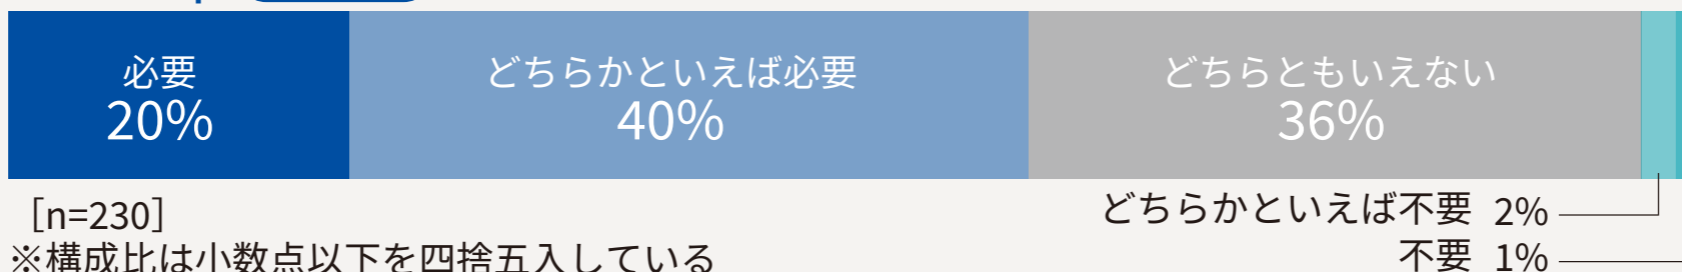 必要
20%
どちらかといえば必要
40%
どちらともいえない
36%
[n=230]
どちらかといえば不要 2%
不要 1%
※構成比は小数点以下を四捨五入している